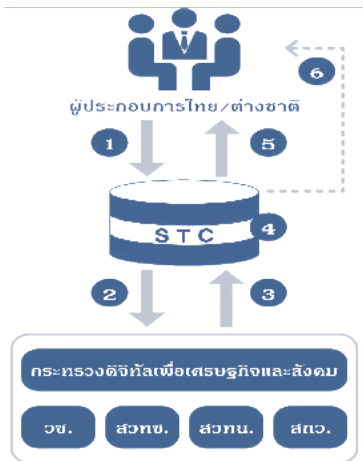 6
ผู้ประกอบการไทย/ต่างชาติ
1
5
STC
4
2
3
กระทรวงดิจิทัลเพื่อเศรษฐกิจและสังคม
วช. สวทช. สวทน. สกว.